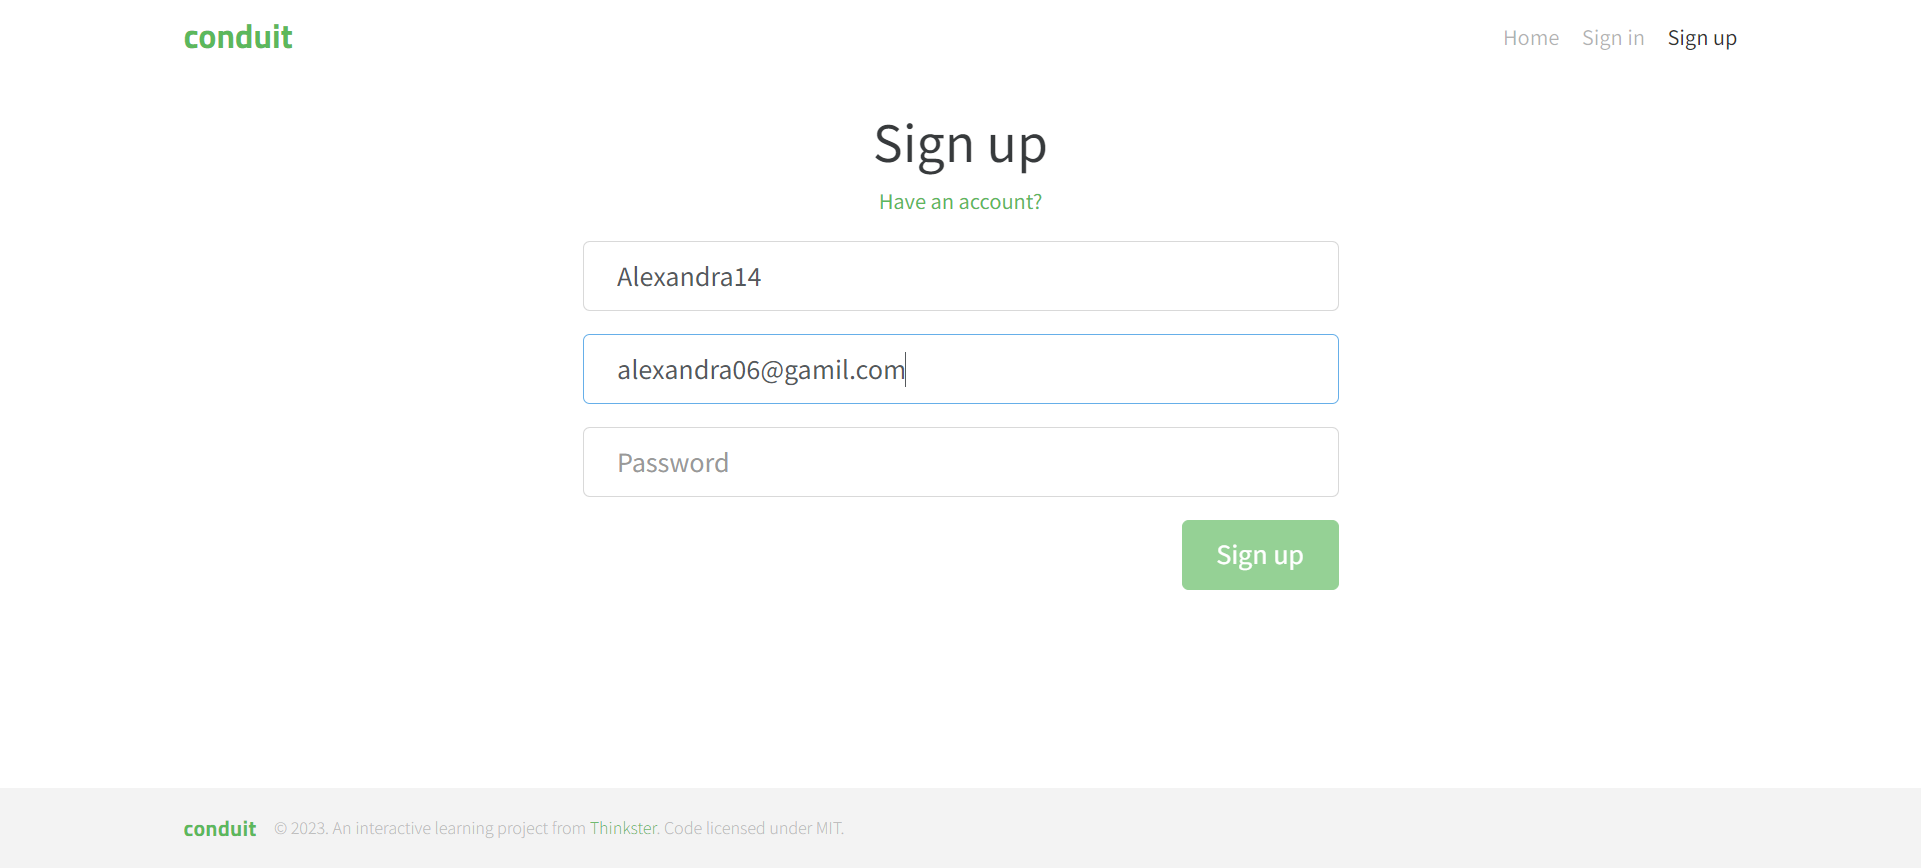 conduit
Home Sign in Sign up
Sign up
Have an account?
Alexandra14
alexandra06@gamil.com
Password
Sign up
conduit © 2023. An interactive learning project from Thinkster. Code licensed under MIT.